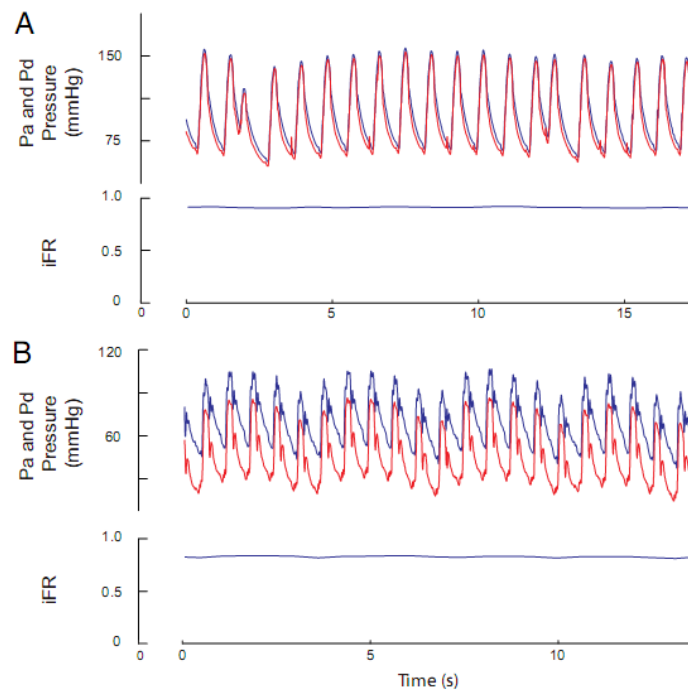 A
Pa and Pd
Pressure
(mmHg)
150
75
iFR
1.0
0.5
0
0
0 5 10 15
B
Pa and Pd
Pressure
(mmHg)
120
60
iFR
1.0
0.5
0
0
0 5 10
Time (s)